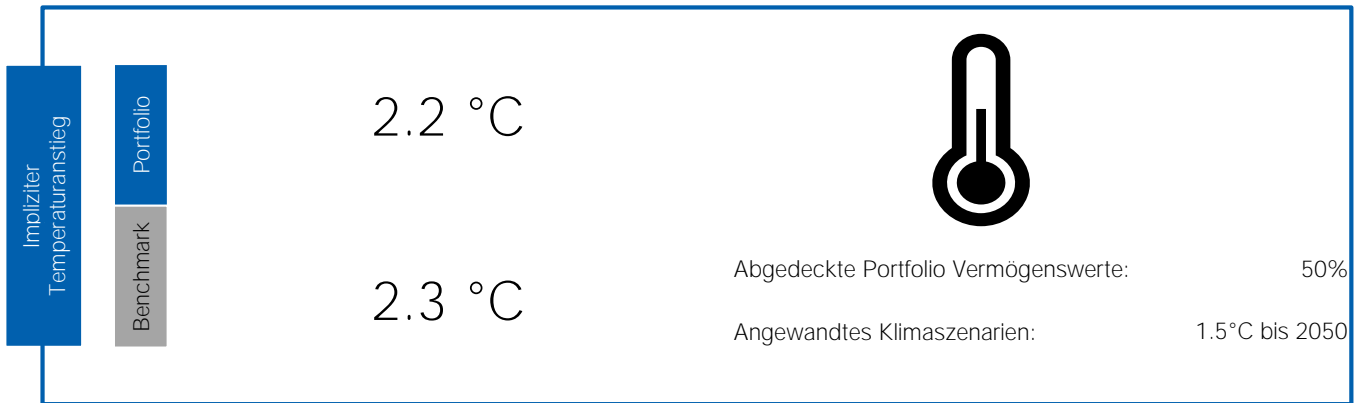 Impliziter
Temperaturanstieg
Portfolio
2.2 °C
Benchmark
2.3 °C
Abgedeckte Portfolio Vermögenswerte: 50%
Angewandtes Klimaszenarien: 1.5°C bis 2050